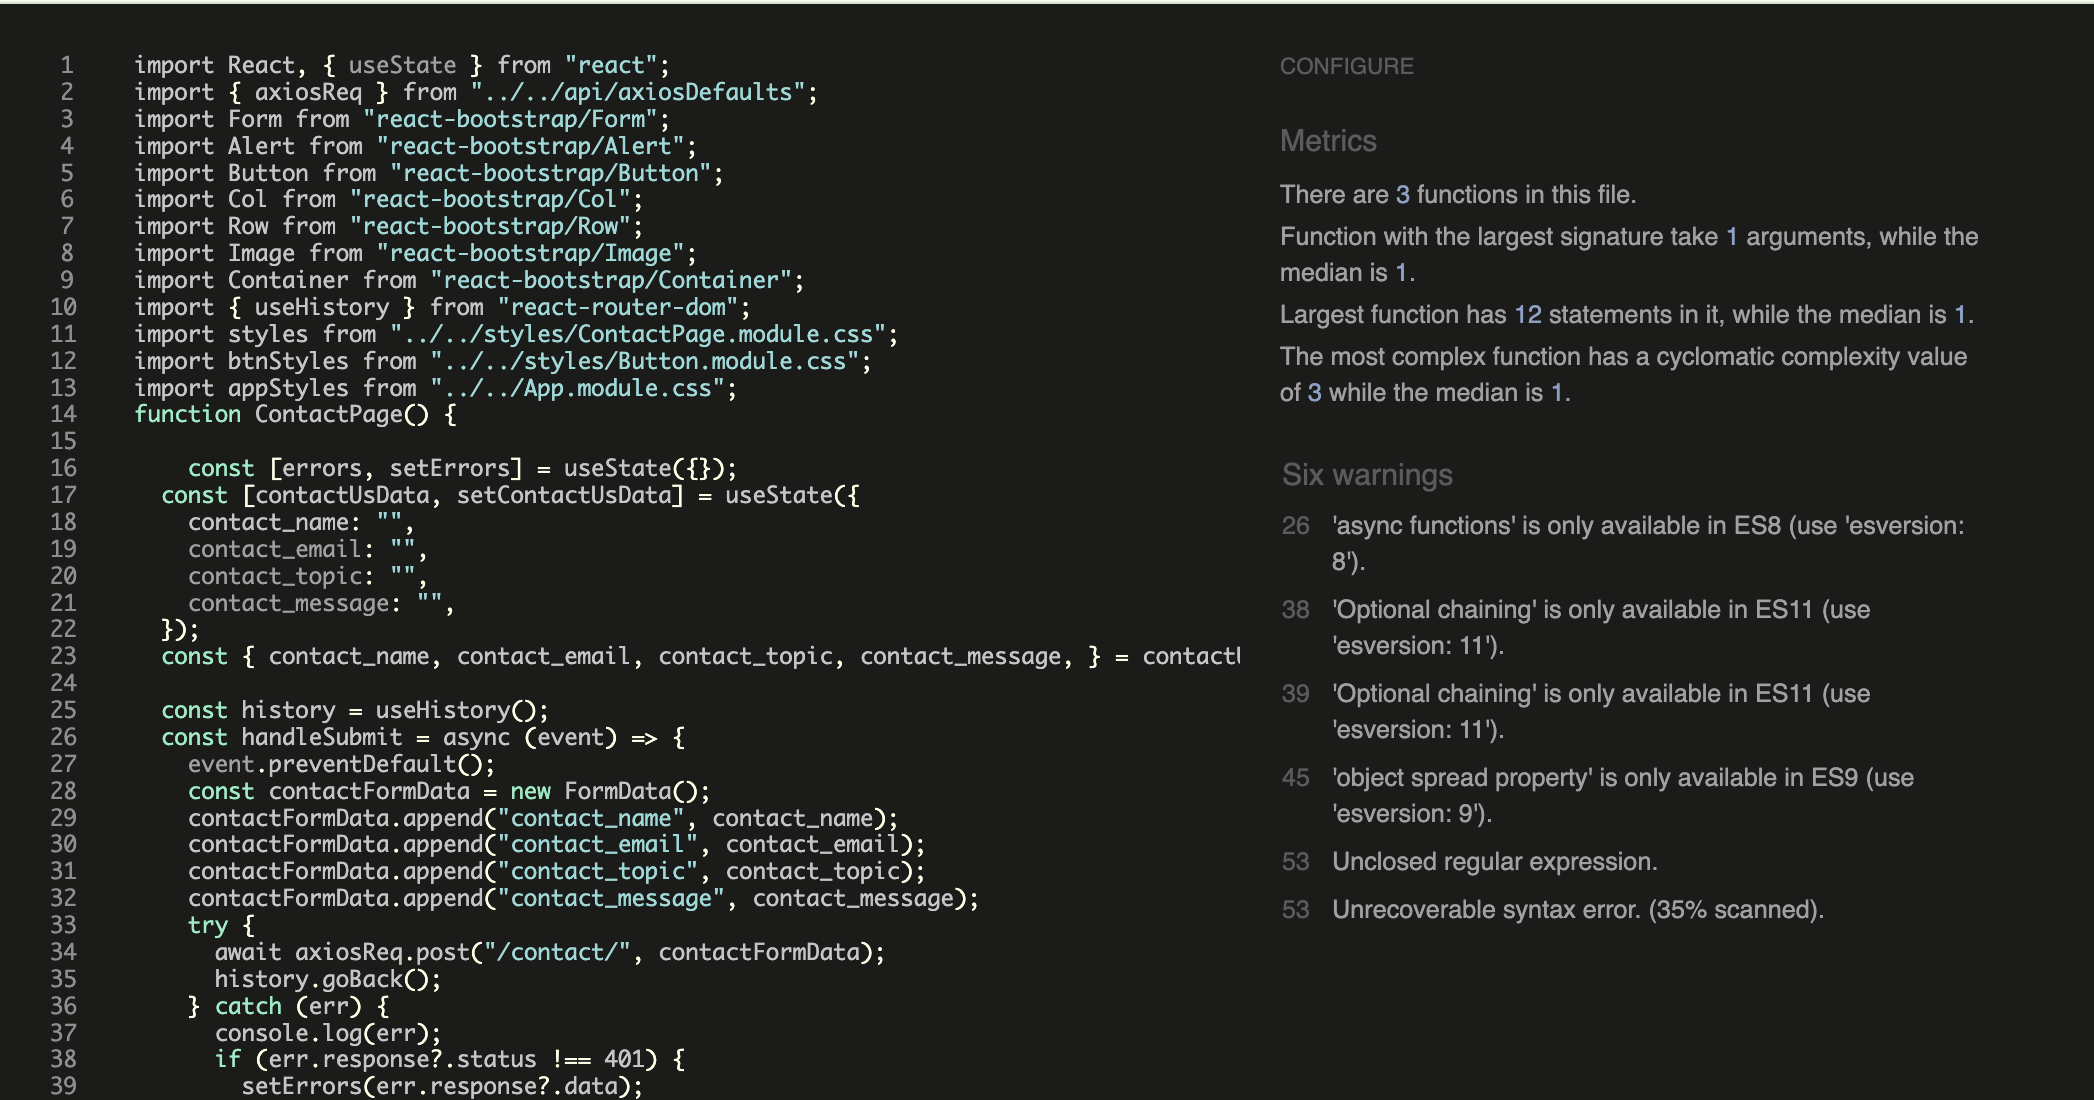 1 import React, { useState } from "react";
2 import { axiosReq } from "../../api/axiosDefaults";
3 import Form from "react-bootstrap/Form";
4 import Alert from "react-bootstrap/Alert";
5 import Button from "react-bootstrap/Button";
6 import Col from "react-bootstrap/Col";
7 import Row from "react-bootstrap/Row";
8 import Image from "react-bootstrap/Image";
9 import Container from "react-bootstrap/Container";
10 import { useHistory } from "react-router-dom";
11 import styles from "../../styles/ContactPage.module.css";
12 import btnStyles from "../../styles/Button.module.css";
13 import appStyles from "../../App.module.css";
14 function ContactPage() {
15
16 const [errors, setErrors] = useState({});
17 const [contactUsData, setContactUsData] = useState({
18 contact_name: "",
19 contact_email: "",
20 contact_topic: "",
21 contact_message: "",
22 });
23 const { contact_name, contact_email, contact_topic, contact_message, } = contactU
24
25 const history = useHistory();
26 const handleSubmit = async (event) => {
27 event.preventDefault();
28 const contactFormData = new FormData();
29 contactFormData.append("contact_name", contact_name);
30 contactFormData.append("contact_email", contact_email);
31 contactFormData.append("contact_topic", contact_topic);
32 contactFormData.append("contact_message", contact_message);
33 try {
34 await axiosReq.post("/contact/", contactFormData);
35 history.goBack();
36 } catch (err) {
37 console.log(err);
38 if (err.response?.status !== 401) {
39 setErrors(err.response?.data);
CONFIGURE
Metrics
There are 3 functions in this file.
Function with the largest signature take 1 arguments, while the
median is 1.
Largest function has 12 statements in it, while the median is 1.
The most complex function has a cyclomatic complexity value
of 3 while the median is 1.
Six warnings
26 'async functions' is only available in ES8 (use 'esversion:
8').
38 'Optional chaining' is only available in ES11 (use
'esversion: 11').
39 'Optional chaining' is only available in ES11 (use
'esversion: 11').
45 'object spread property' is only available in ES9 (use
'esversion: 9').
53 Unclosed regular expression.
53 Unrecoverable syntax error. (35% scanned).